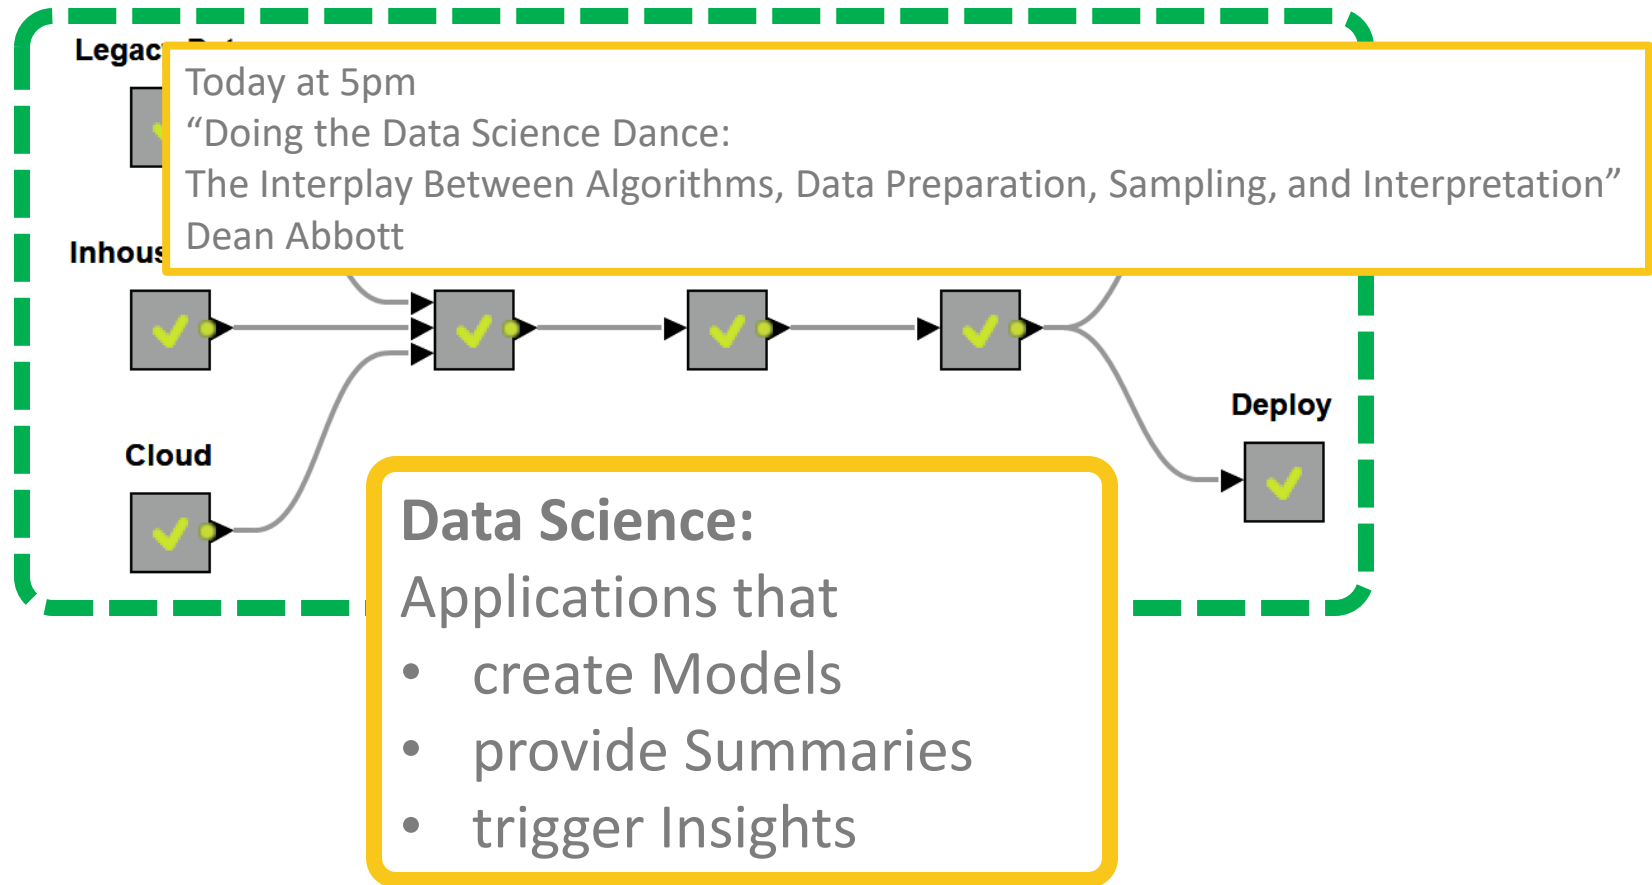 Today at 5pm
“Doing the Data Science Dance:
The Interplay Between Algorithms, Data Preparation, Sampling, and Interpretation”
Dean Abbott
Deploy
Cloud
Data Science:
Applications that
• create Models
• provide Summaries
• trigger Insights